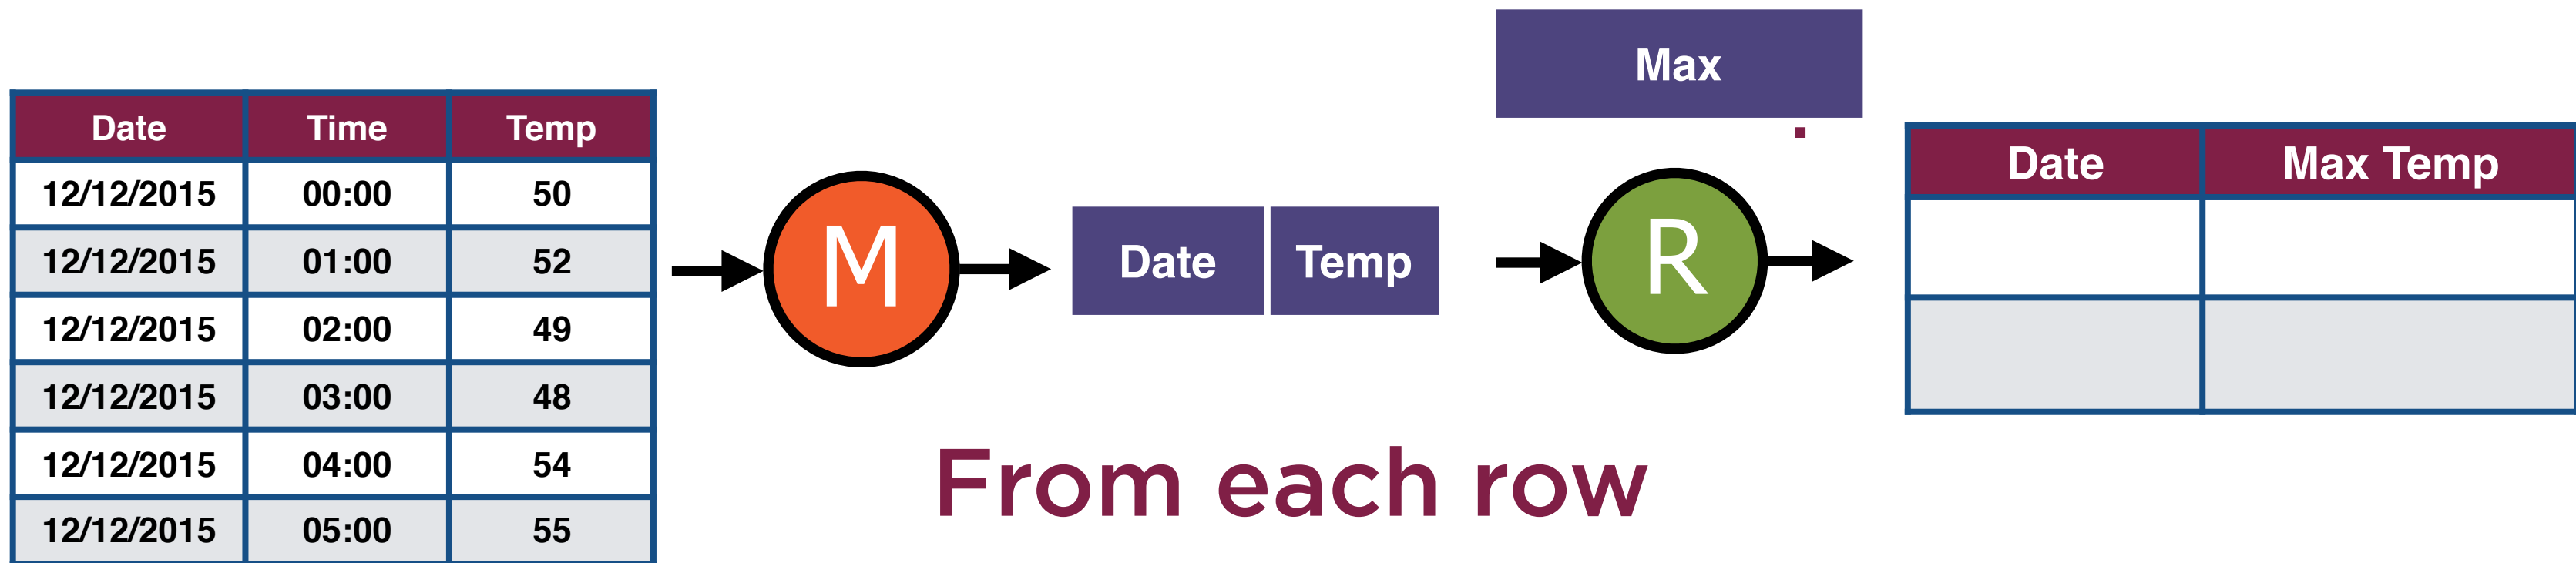 Date Time Temp
12/12/2015 00:00 50
12/12/2015 01:00 52
12/12/2015 02:00 49
12/12/2015 03:00 48
12/12/2015 04:00 54
12/12/2015 05:00 55
M
Date Temp
Max
R
Date Max Temp
From each row